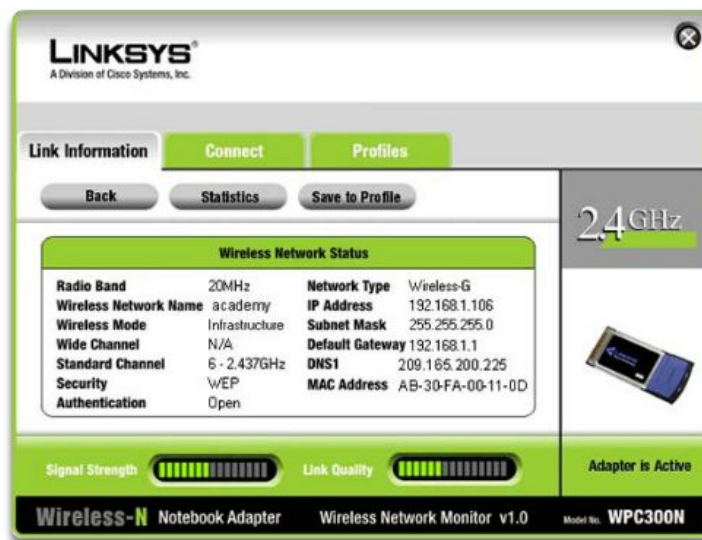 LINKSYS®
A Division of Cisco Systems, Inc.
Link Information Connect Profiles
Back Statistics Save to Profile
2.4GHz
Wireless Network Status
Radio Band 20MHz Network Type Wireless-G
Wireless Network Name academy IP Address 192.168.1.106
Wireless Mode Infrastructure Subnet Mask 255.255.255.0
Wide Channel N/A Default Gateway 192.168.1.1
Standard Channel 6 - 2.437GHz DNS1 209.165.200.225
Security WEP MAC Address AB-30-FA-00-11-0D
Authentication Open
Signal Strength Link Quality Adapter is Active
Wireless-N Notebook Adapter Wireless Network Monitor v1.0 Model No. WPC300N